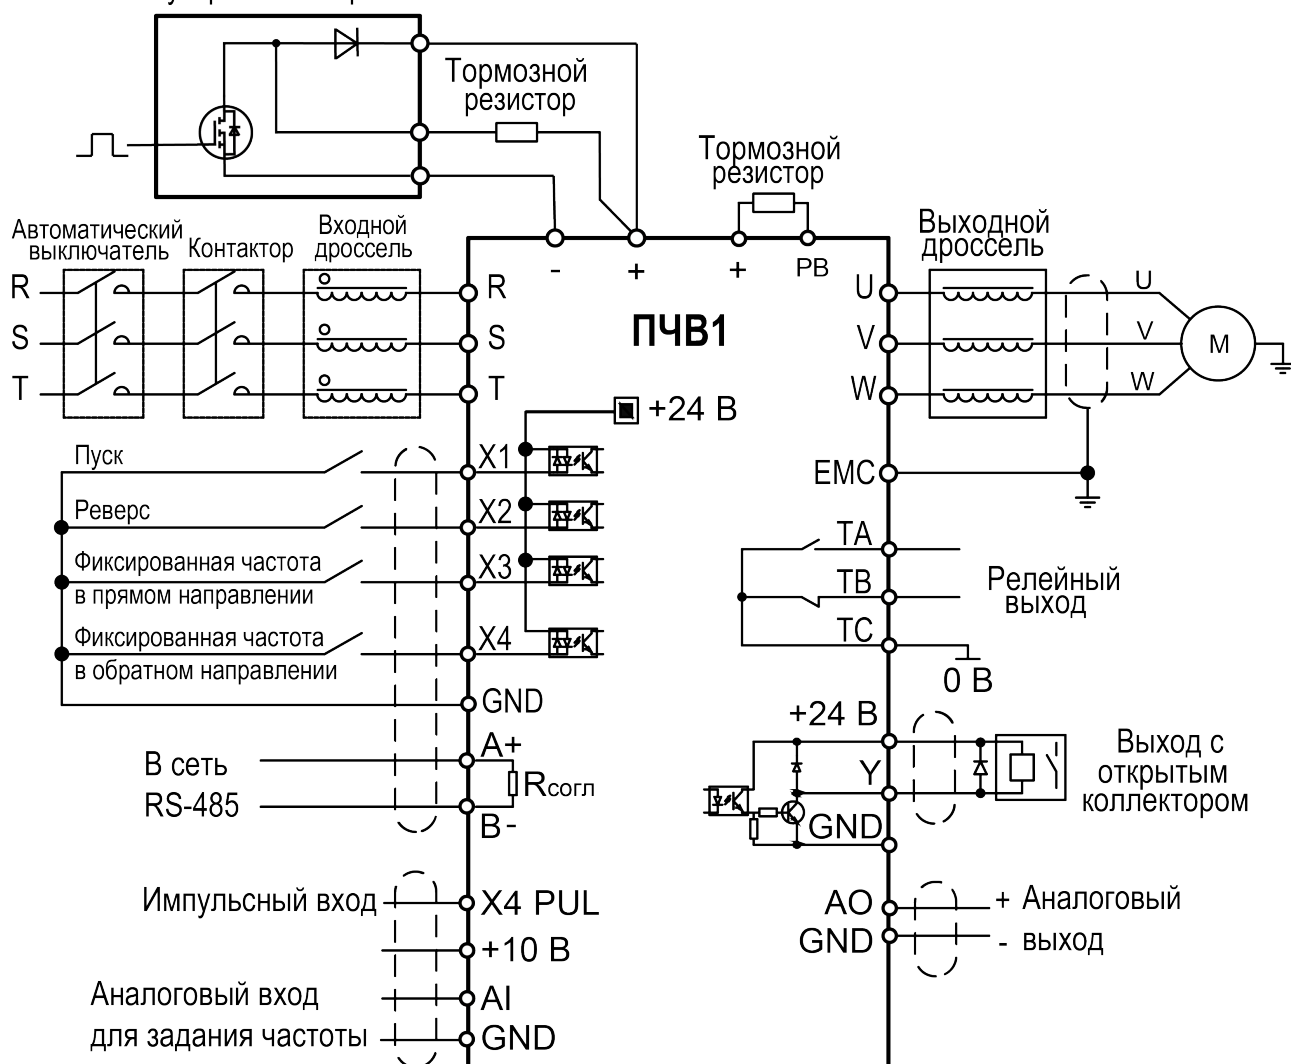 Тормозной
резистор
Тормозной
резистор
Автоматический
выключатель
Контактор
Входной
дроссель
Выходной
дроссель
- + + PB
R R U U
S S ПЧВ1 V V M
T T W W
+24 В
Пуск X1
EMC
Реверс X2
Фиксированная частота X3
в прямом направлении
TA
TB
Релейный
выход
Фиксированная частота X4
в обратном направлении
TC
0 В
GND
+24 В
A+
В сеть
RS-485
Rсогл
B-
Y
GND
Выход с
открытым
коллектором
Импульсный вход X4 PUL
AO + Аналоговый
GND - выход
+10 В
Аналоговый вход AI
для задания частоты GND